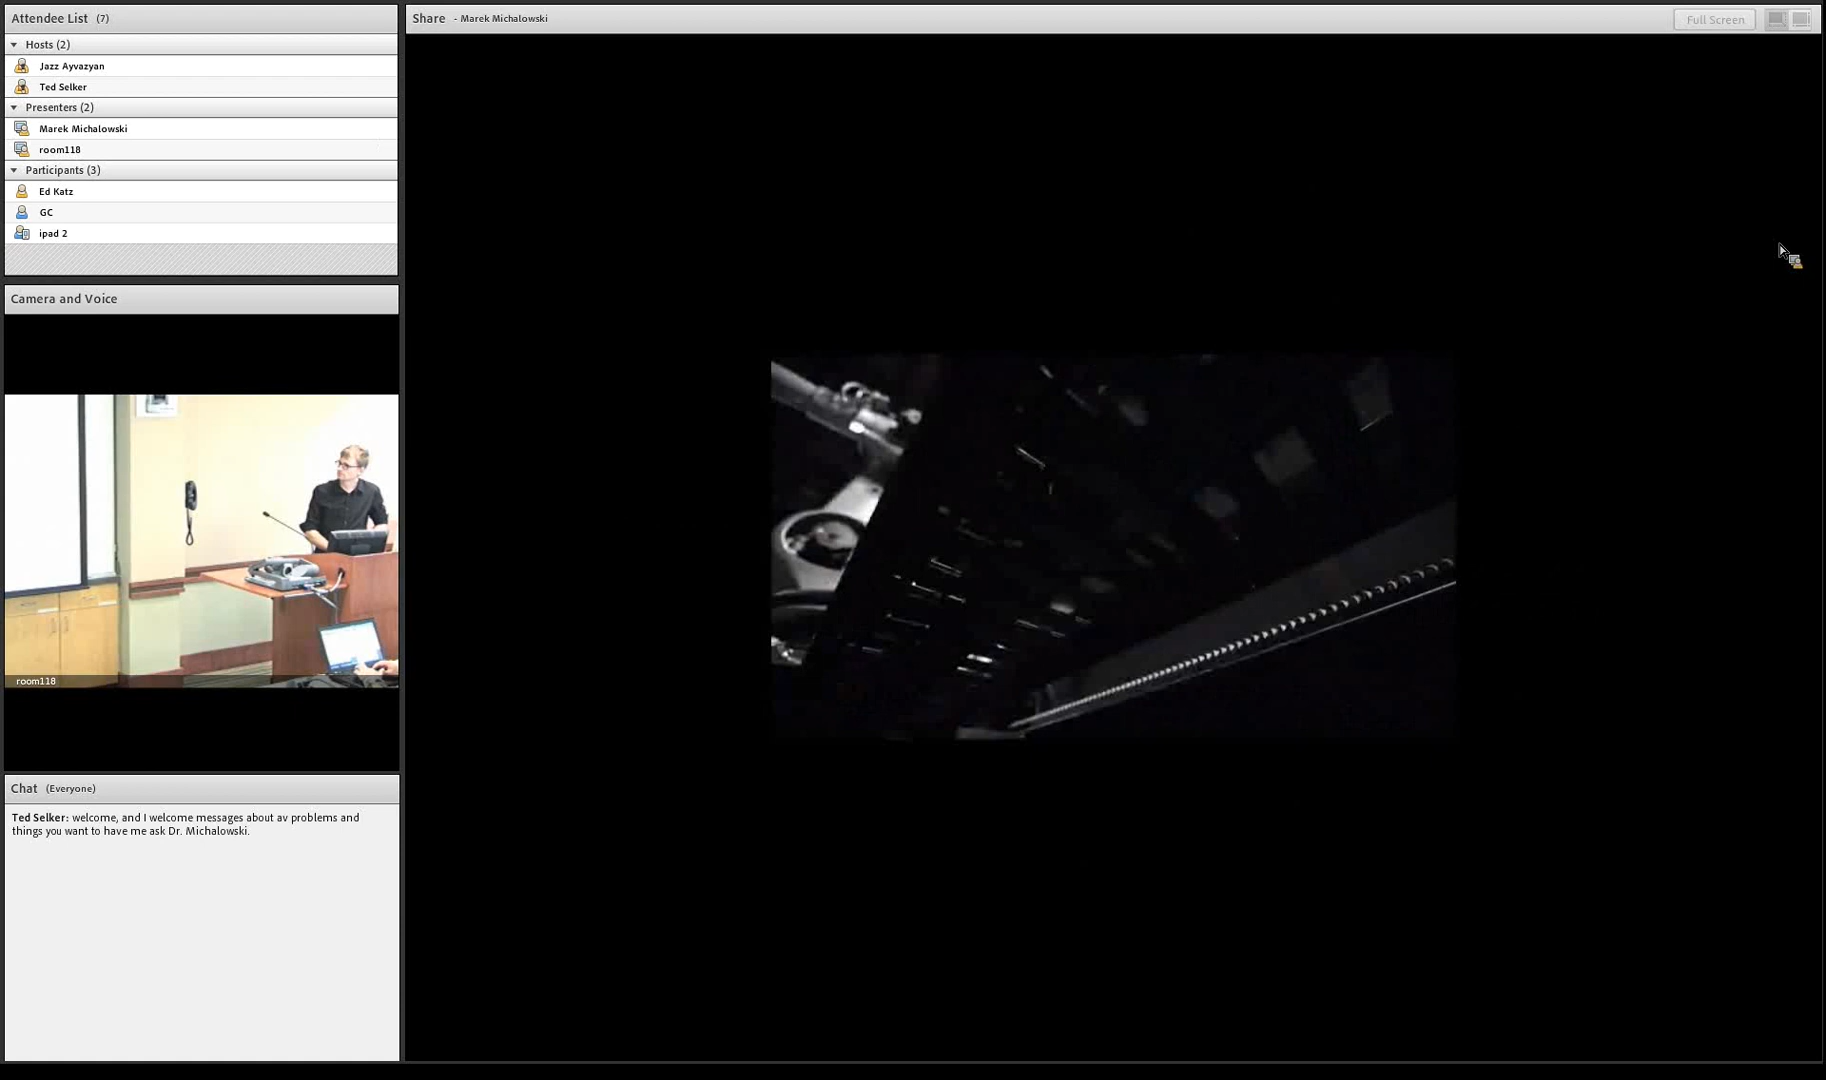 Attendee List (7)
Hosts (2)
Jazz Ayvazyan
Ted Selker
Presenters (2)
Marek Michalowski
room118
Participants (3)
Ed Katz
GC
ipad 2
Camera and Voice
room118
Chat (Everyone)
Ted Selker: welcome, and I welcome messages about av problems and
things you want to have me ask Dr. Michalowski.
Share - Marek Michalowski
Full Screen